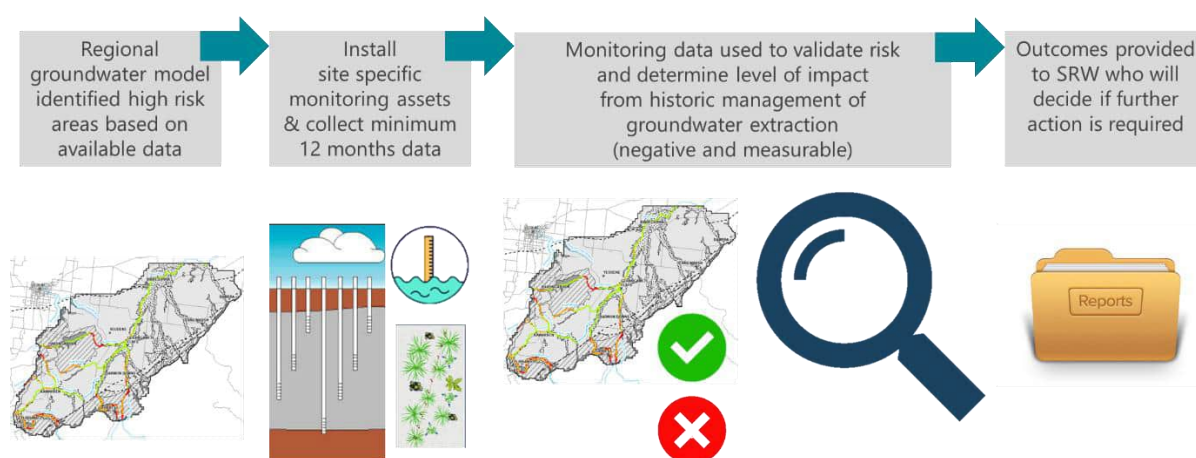 Regional
groundwater model
identified high risk
areas based on
available data
Install
site specific
monitoring assets
& collect minimum
12 months data
Monitoring data used to validate risk
and determine level of impact
from historic management of
groundwater extraction
(negative and measurable)
Outcomes provided
to SRW who will
decide if further
action is required
Reports